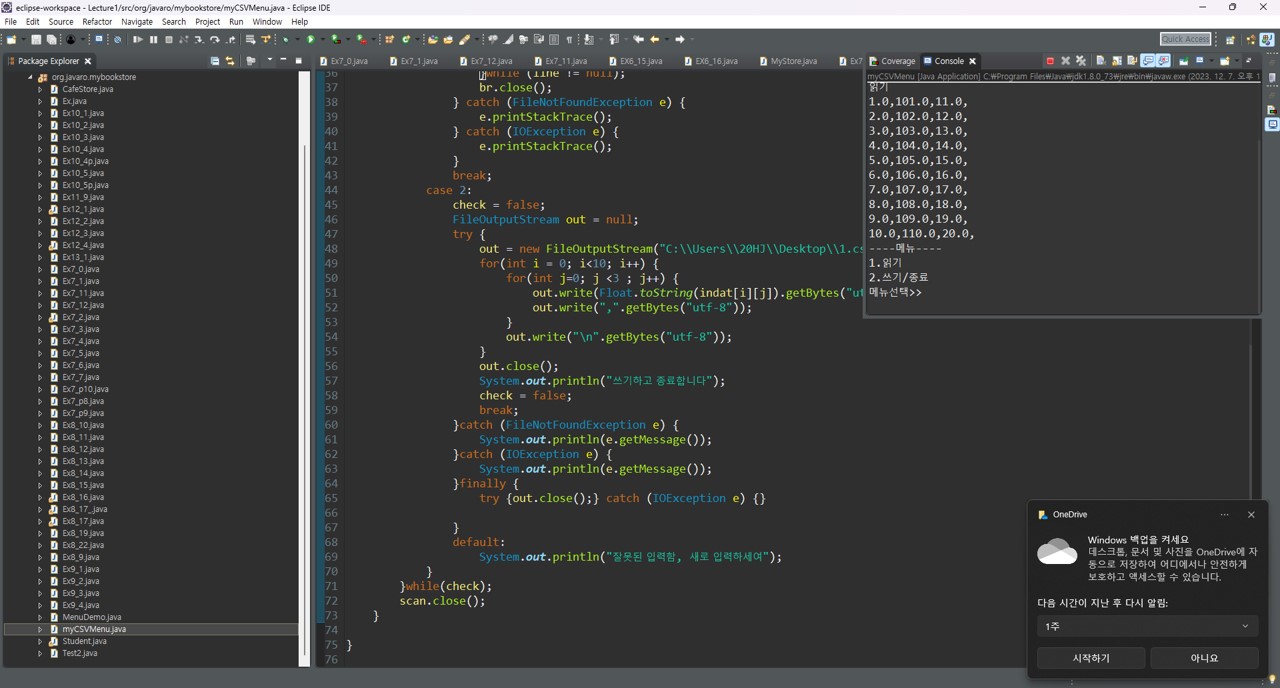 eclipse-workspace - Lecture1/src/org/javaro/mybookstore/myCSVMenu.java - Eclipse IDE
File Edit Source Refactor Navigate Search Project Run Window Help
Quick Access
Package Explorer
org.javaro.mybookstore
CafeStore.java
Ex.java
Ex10_1.java
Ex10_2.java
Ex10_3.java
Ex10_4.java
Ex10_4p.java
Ex10_5.java
Ex10_5p.java
Ex11_9.java
Ex12_1.java
Ex12_2.java
Ex12_3.java
Ex12_4.java
Ex13_1.java
Ex7_0.java
Ex7_1.java
Ex7_11.java
Ex7_12.java
Ex7_2.java
Ex7_3.java
Ex7_4.java
Ex7_5.java
Ex7_6.java
Ex7_7.java
Ex7_p10.java
Ex7_p8.java
Ex7_p9.java
Ex8_10.java
Ex8_11.java
Ex8_12.java
Ex8_13.java
Ex8_14.java
Ex8_15.java
Ex8_16.java
Ex8_17_.java
Ex8_17.java
Ex8_19.java
Ex8_22.java
Ex8_9.java
Ex9_1.java
Ex9_2.java
Ex9_3.java
Ex9_4.java
MenuDemo.java
myCSVMenu.java
Student.java
Test2.java
Ex7_0.java Ex7_1.java Ex7_12.java Ex7_11.java EX6_15.java EX6_16.java MyStore.java Ex7
36 }while (line != null);
37 br.close();
38 } catch (FileNotFoundException e) {
39 e.printStackTrace();
40 } catch (IOException e) {
41 e.printStackTrace();
42 }
43 break;
44 case 2:
45 check = false;
46 FileOutputStream out = null;
47 try {
48 out = new FileOutputStream("C:\\Users\\20HJ\\Desktop\\1.cs
49 for(int i = 0; i<10; i++) {
50 for(int j=0; j <3 ; j++) {
51 out.write(Float.toString(indat[i][j]).getBytes("ut
52 out.write(",".getBytes("utf-8"));
53 }
54 out.write("\n".getBytes("utf-8"));
55 }
56 out.close();
57 System.out.println("쓰기하고 종료합니다");
58 check = false;
59 break;
60 }catch (FileNotFoundException e) {
61 System.out.println(e.getMessage());
62 }catch (IOException e) {
63 System.out.println(e.getMessage());
64 }finally {
65 try {out.close();} catch (IOException e) {}
66
67 }
68 default:
69 System.out.println("잘못된 입력함, 새로 입력하세여");
70 }
71 }while(check);
72 scan.close();
73 }
74
75 }
76
Coverage Console
myCSVMenu [Java Application] C:₩Program Files₩Java₩jdk1.8.0_73₩jre₩bin₩javaw.exe (2023. 12. 7. 오후 1
읽기
1.0,101.0,11.0,
2.0,102.0,12.0,
3.0,103.0,13.0,
4.0,104.0,14.0,
5.0,105.0,15.0,
6.0,106.0,16.0,
7.0,107.0,17.0,
8.0,108.0,18.0,
9.0,109.0,19.0,
10.0,110.0,20.0,
----메뉴----
1.읽기
2.쓰기/종료
메뉴선택>>
OneDrive
Windows 백업을 켜세요
데스크톱, 문서 및 사진을 OneDrive에 자
동으로 저장하여 어디에서나 안전하게
보호하고 액세스할 수 있습니다.
다음 시간이 지난 후 다시 알림:
1주
시작하기 아니요